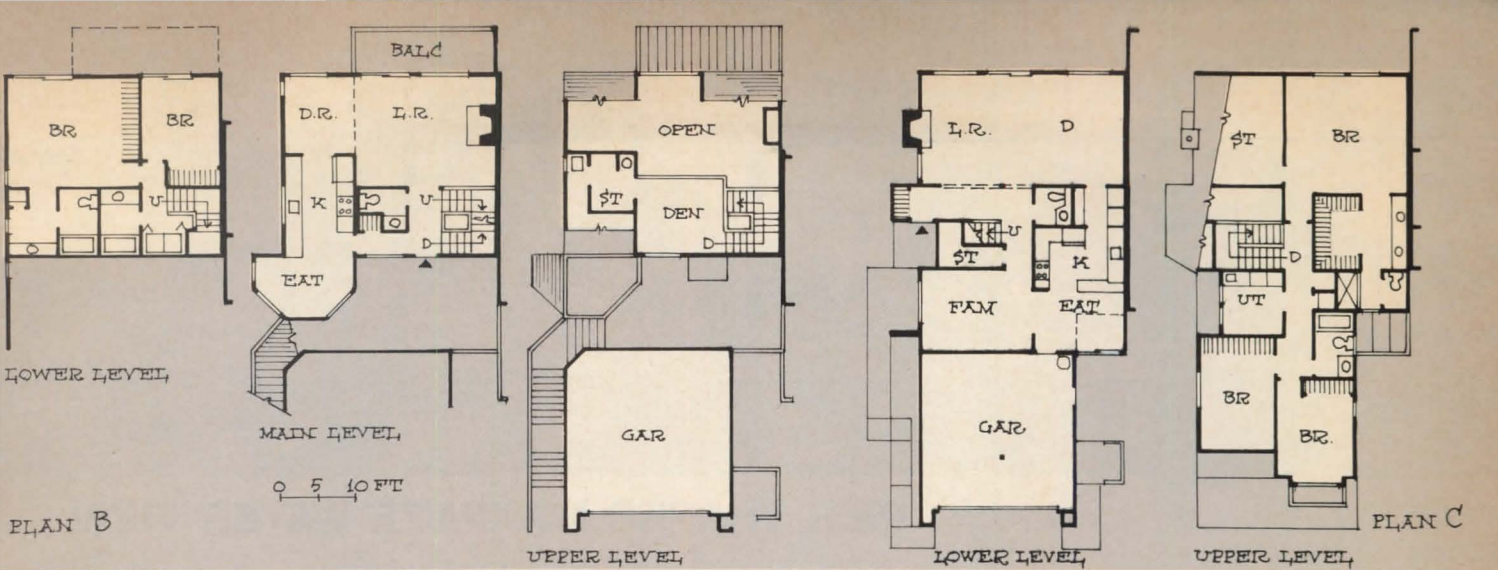 BR
BR
U
LOWER LEVEL
PLAN B
BALC
D.R.
L.R.
K
U
D
EAT
MAIN LEVEL
0 5 10 FT
OPEN
ST
DEN
D
GAR
UPPER LEVEL
L.R.
D
U
ST
K
FAM
EAT
GAR
LOWER LEVEL
ST
BR
D
UT
BR
BR.
UPPER LEVEL
PLAN C